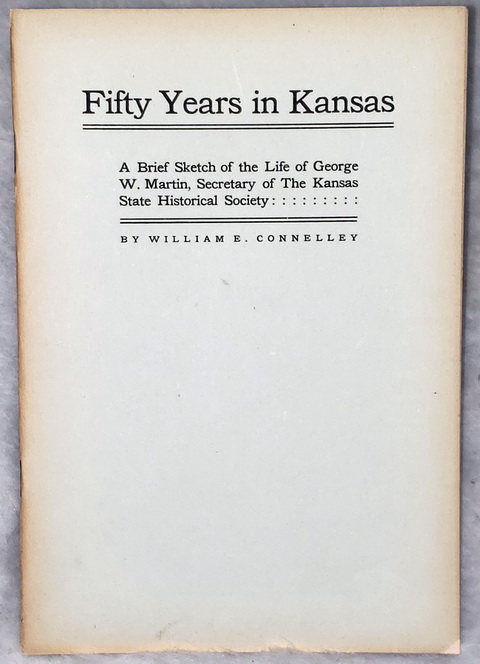 Fifty Years in Kansas
A Brief Sketch of the Life of George
W. Martin, Secretary of The Kansas
State Historical Society : : : : : : : : :
BY WILLIAM E. CONNELLEY